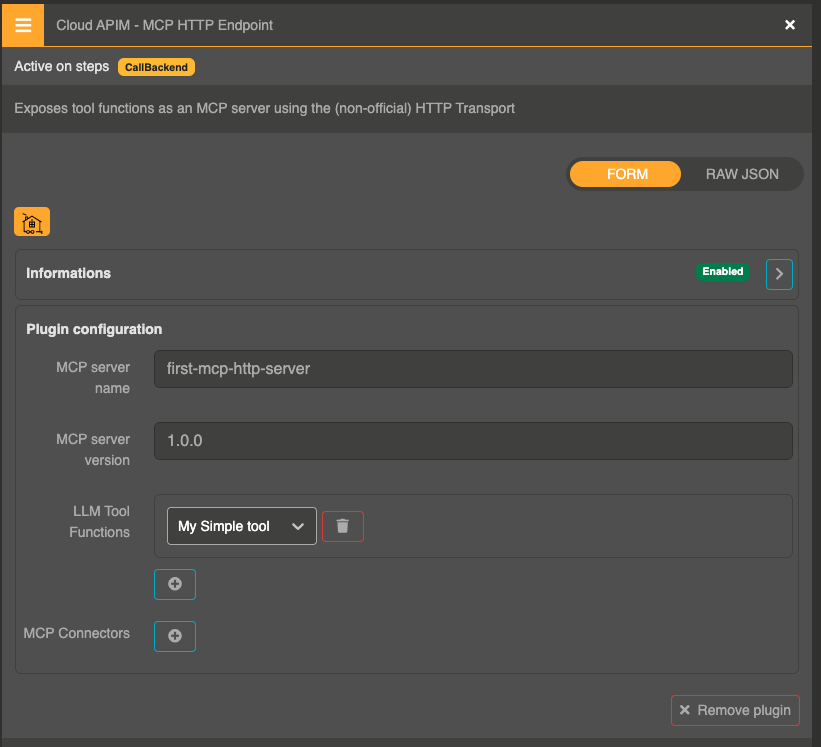 Cloud APIM - MCP HTTP Endpoint
Active on steps CallBackend
Exposes tool functions as an MCP server using the (non-official) HTTP Transport
FORM RAW JSON
Informations Enabled
Plugin configuration
MCP server
name
first-mcp-http-server
MCP server
version
1.0.0
LLM Tool
Functions
My Simple tool
MCP Connectors
Remove plugin